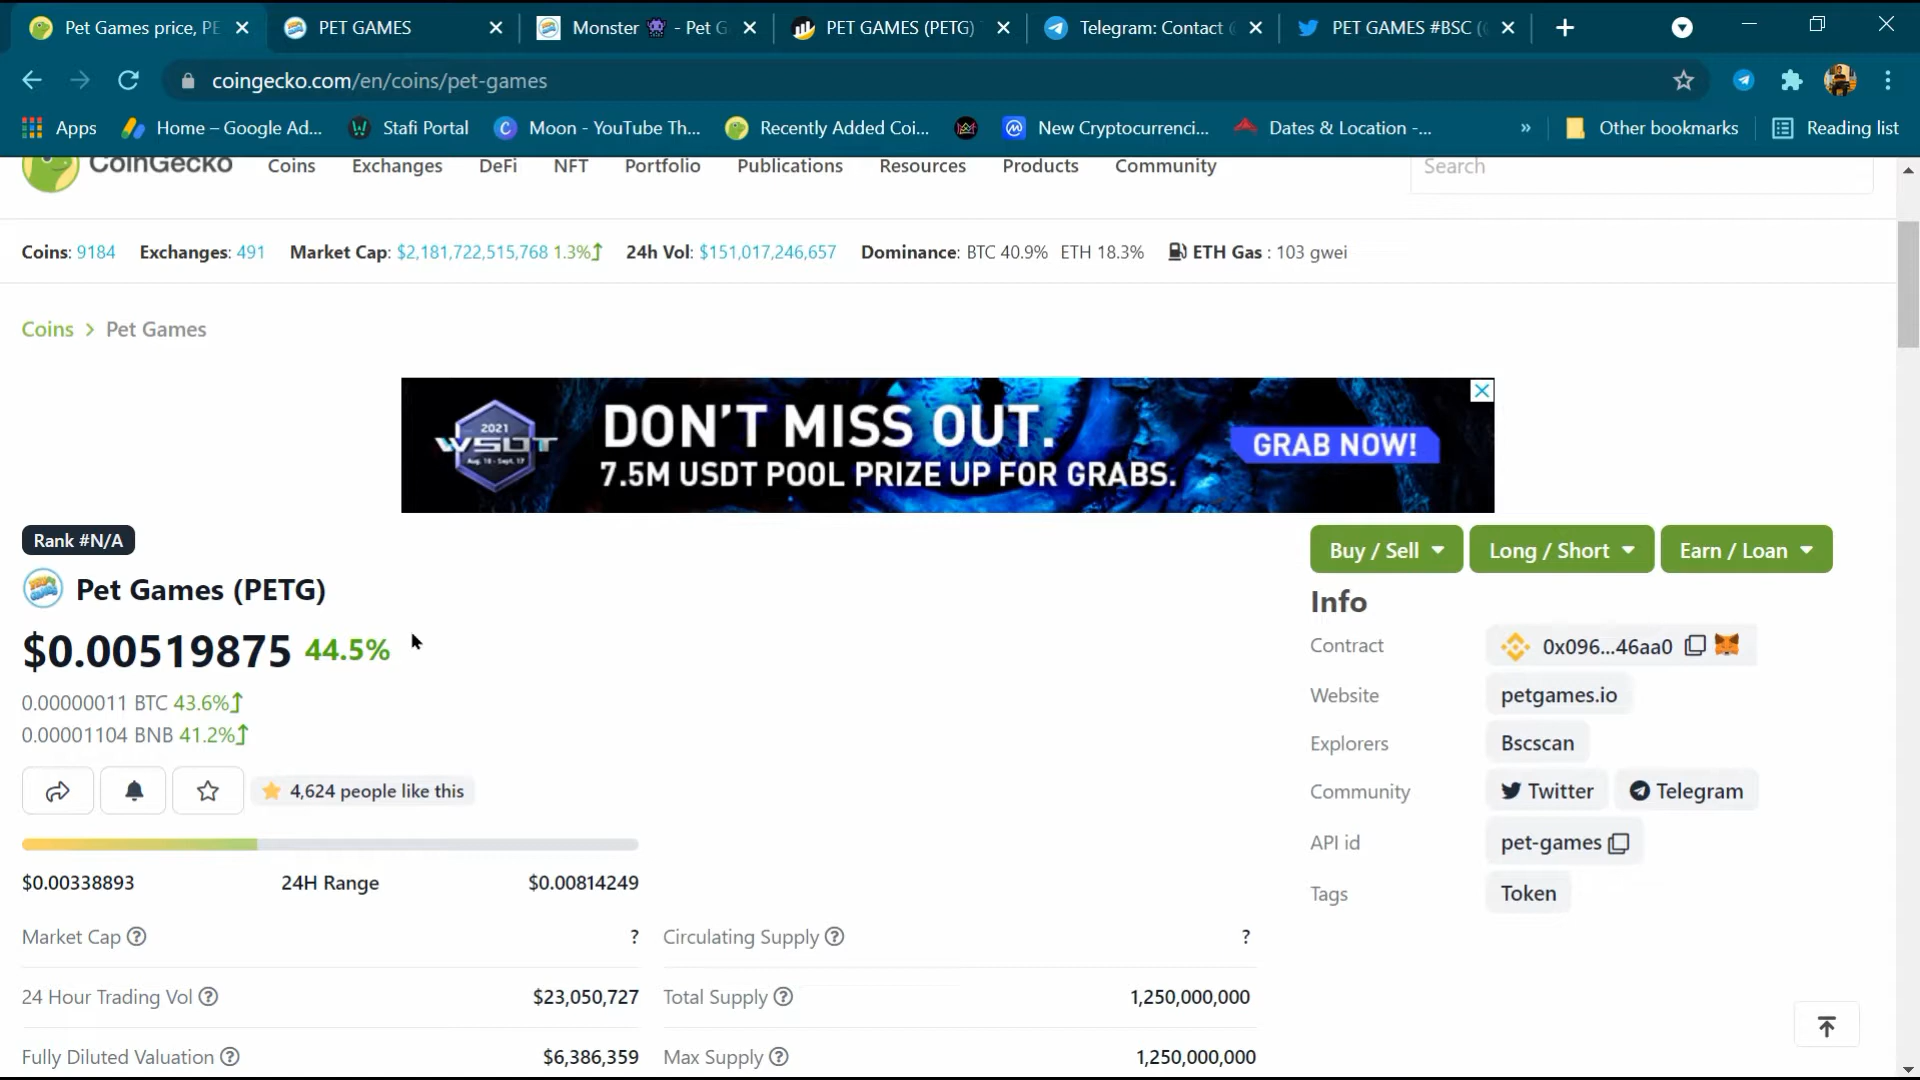 Pet Games price, PE
PET GAMES
Monster 👾 - Pet G
PET GAMES (PETG)
Telegram: Contact
PET GAMES #BSC (
coingecko.com/en/coins/pet-games
Apps
Home – Google Ad...
Stafi Portal
Moon - YouTube Th...
Recently Added Coi...
New Cryptocurrenci...
Dates & Location -...
»
Other bookmarks
Reading list
CoinGecko
Coins
Exchanges
DeFi
NFT
Portfolio
Publications
Resources
Products
Community
Search
Coins: 9184 Exchanges: 491 Market Cap: $2,181,722,515,768 1.3% 24h Vol: $151,017,246,657 Dominance: BTC 40.9% ETH 18.3% ETH Gas : 103 gwei
Coins > Pet Games
2021
WSOT
Aug. 18 - Sept. 17
DON'T MISS OUT.
7.5M USDT POOL PRIZE UP FOR GRABS.
GRAB NOW!
Rank #N/A
Pet Games (PETG)
$0.00519875 44.5%
0.00000011 BTC 43.6%
0.00001104 BNB 41.2%
4,624 people like this
$0.00338893 24H Range $0.00814249
Market Cap ? ?
Circulating Supply ? ?
24 Hour Trading Vol ? $23,050,727
Total Supply ? 1,250,000,000
Fully Diluted Valuation ? $6,386,359
Max Supply ? 1,250,000,000
Buy / Sell
Long / Short
Earn / Loan
Info
Contract 0x096...46aa0
Website petgames.io
Explorers Bscscan
Community Twitter Telegram
API id pet-games
Tags Token